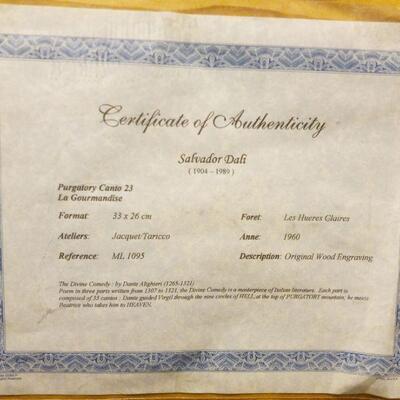 Certificate of Authenticity
Salvador Dali
( 1904 - 1989 )
Purgatory Canto 23
La Gourmandise
Format: 33 x 26 cm Foret: Les Hueres Claires
Ateliers: Jacquet/Taricco Anne: 1960
Reference: ML 1095 Description: Original Wood Engraving
The Divine Comedy : by Dante Alighieri (1265-1321)
Poem in three parts written from 1307 to 1321, the Divine Comedy is a masterpiece of Italian literature. Each part is
composed of 33 cantos : Dante guided Virgil through the nine circles of HELL, at the top of PURGATORY mountain, he meets
Beatrice who takes him to HEAVEN.